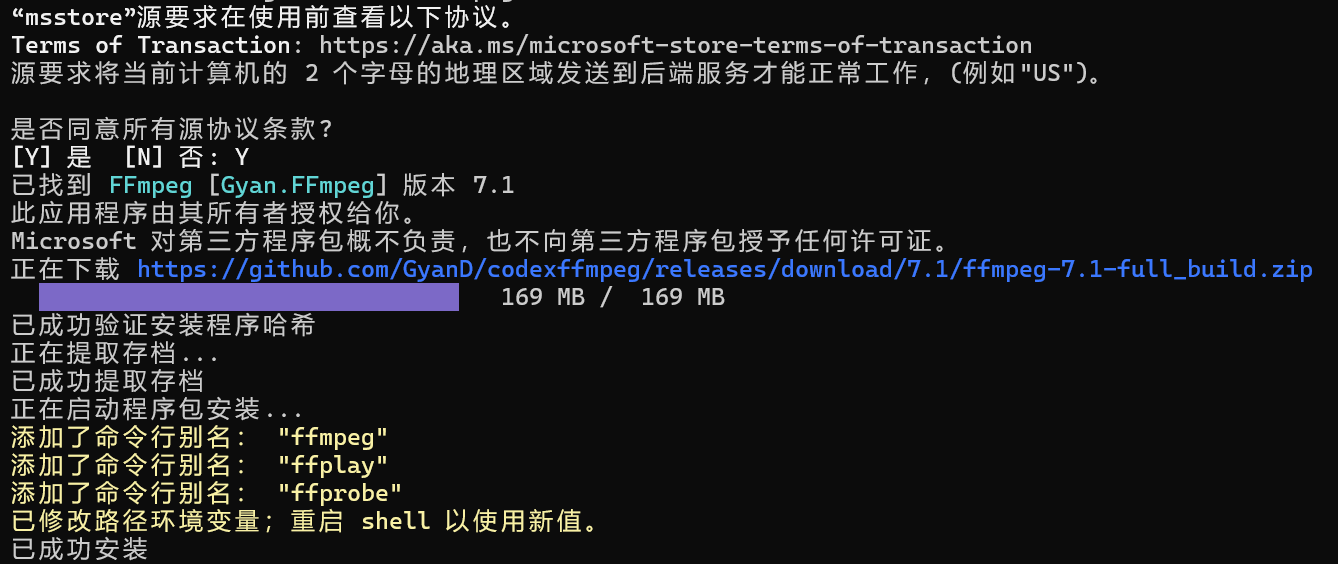 “msstore”源要求在使用前查看以下协议。
Terms of Transaction: https://aka.ms/microsoft-store-terms-of-transaction
源要求将当前计算机的 2 个字母的地理区域发送到后端服务才能正常工作，(例如"US")。
是否同意所有源协议条款?
[Y] 是  [N] 否: Y
已找到 FFmpeg [Gyan.FFmpeg] 版本 7.1
此应用程序由其所有者授权给你。
Microsoft 对第三方程序包概不负责，也不向第三方程序包授予任何许可证。
正在下载 https://github.com/GyanD/codexffmpeg/releases/download/7.1/ffmpeg-7.1-full_build.zip
169 MB /  169 MB
已成功验证安装程序哈希
正在提取存档...
已成功提取存档
正在启动程序包安装...
添加了命令行别名： "ffmpeg"
添加了命令行别名： "ffplay"
添加了命令行别名： "ffprobe"
已修改路径环境变量；重启 shell 以使用新值。
已成功安装